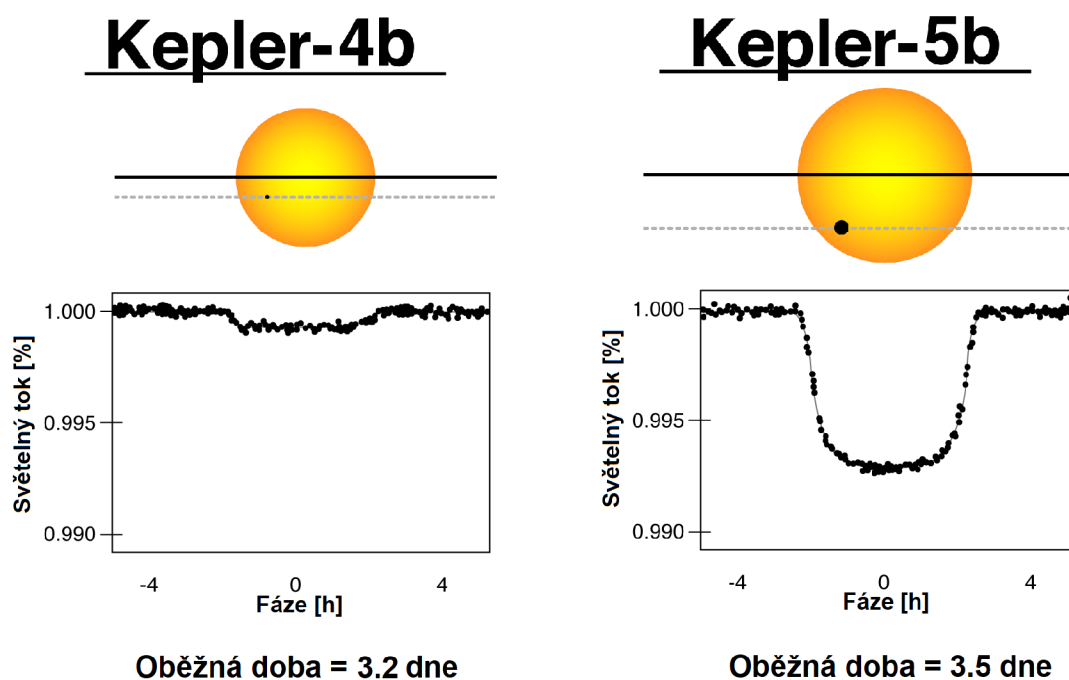 Kepler-4b
Kepler-5b
1.000
0.995
0.990
Světelný tok [%]
-4 0 4
Fáze [h]
Oběžná doba = 3.2 dne
1.000
0.995
0.990
Světelný tok [%]
-4 0 4
Fáze [h]
Oběžná doba = 3.5 dne